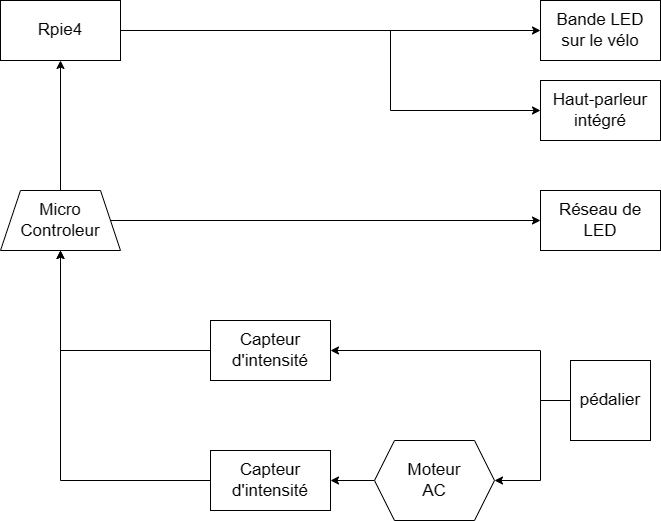 Rpie4
Bande LED
sur le vélo
Haut-parleur
intégré
Micro
Controleur
Réseau de
LED
Capteur
d'intensité
pédalier
Capteur
d'intensité
Moteur
AC